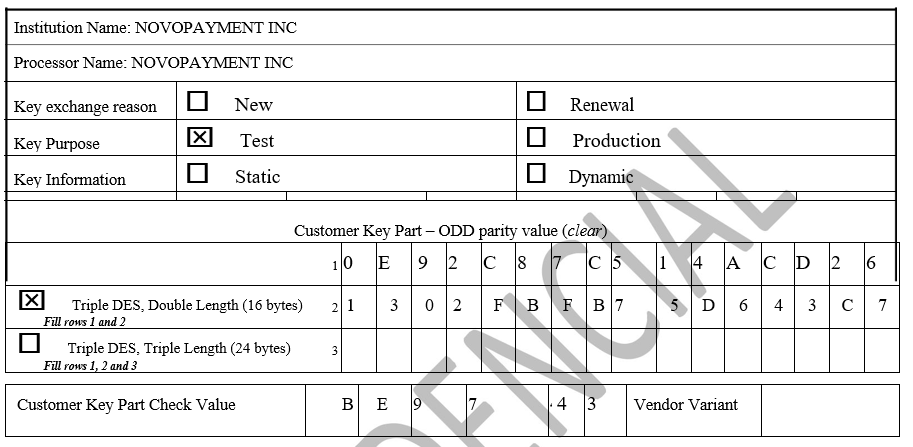 Institution Name: NOVOPAYMENT INC
Processor Name: NOVOPAYMENT INC
Key exchange reason New Renewal
Key Purpose Test Production
Key Information Static Dynamic
Customer Key Part – ODD parity value (clear)
1 0 E 9 2 C 8 7 C 5 1 4 A C D 2 6
Triple DES, Double Length (16 bytes) 2 1 3 0 2 F B F B 7 5 D 6 4 3 C 7
Fill rows 1 and 2
Triple DES, Triple Length (24 bytes) 3
Fill rows 1, 2 and 3
Customer Key Part Check Value B E 9 7 4 3 Vendor Variant
DENCIAL